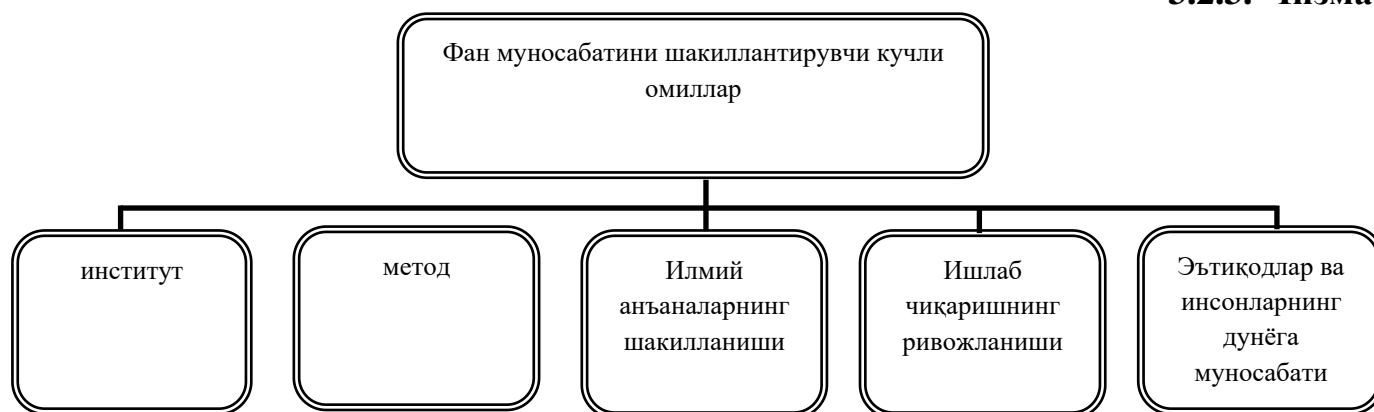 Фан муносабатини шакиллантирувчи кучли
омиллар
институт
метод
Илмий
анъаналарнинг
шакилланиши
Ишлаб
чиқаришнинг
ривожланиши
Эътиқодлар ва
инсонларнинг
дунёга
муносабати